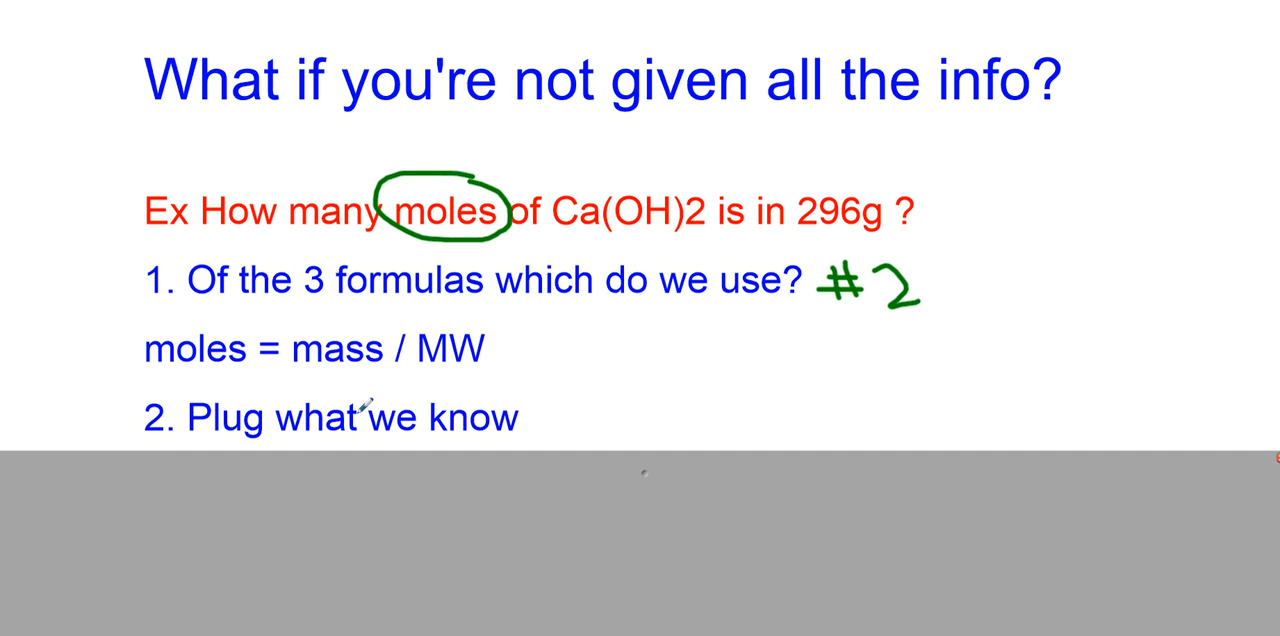 What if you're not given all the info?
Ex How many moles of Ca(OH)2 is in 296g ?
1. Of the 3 formulas which do we use? #2
moles = mass / MW
2. Plug what we know